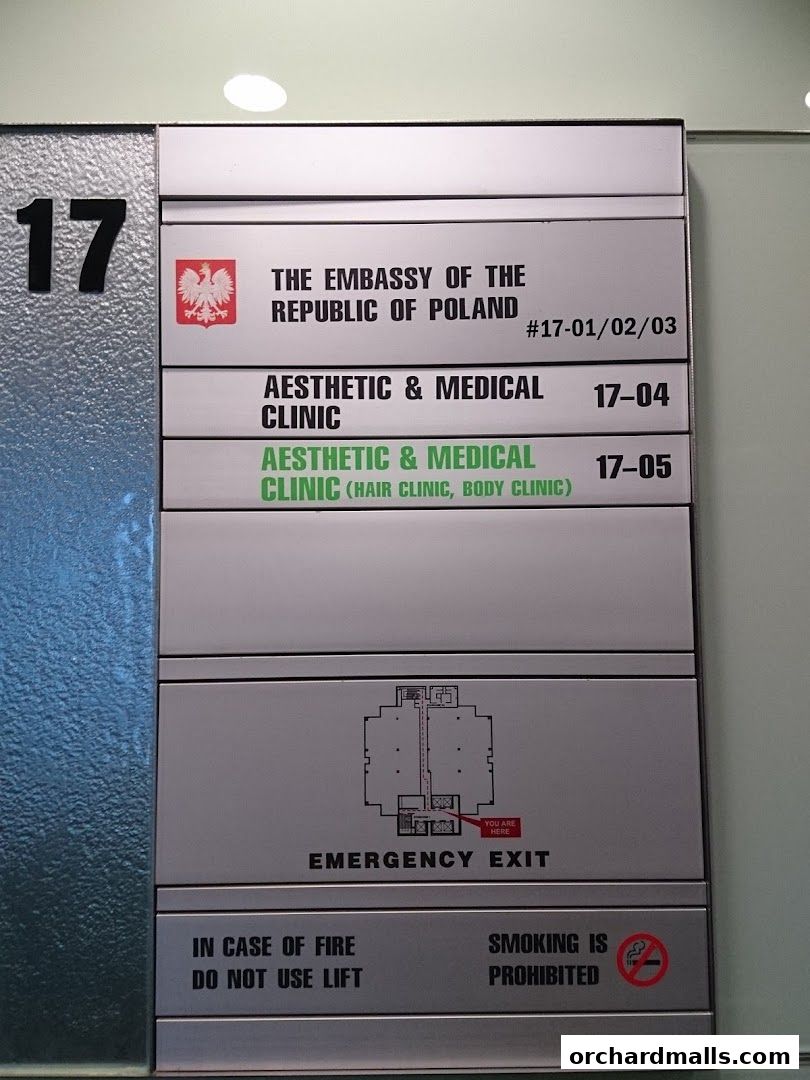 17
THE EMBASSY OF THE
REPUBLIC OF POLAND
#17-01/02/03
AESTHETIC & MEDICAL
CLINIC
17-04
AESTHETIC & MEDICAL
CLINIC (HAIR CLINIC, BODY CLINIC)
17-05
YOU ARE
HERE
EMERGENCY EXIT
IN CASE OF FIRE
DO NOT USE LIFT
SMOKING IS
PROHIBITED
orchardmalls.com